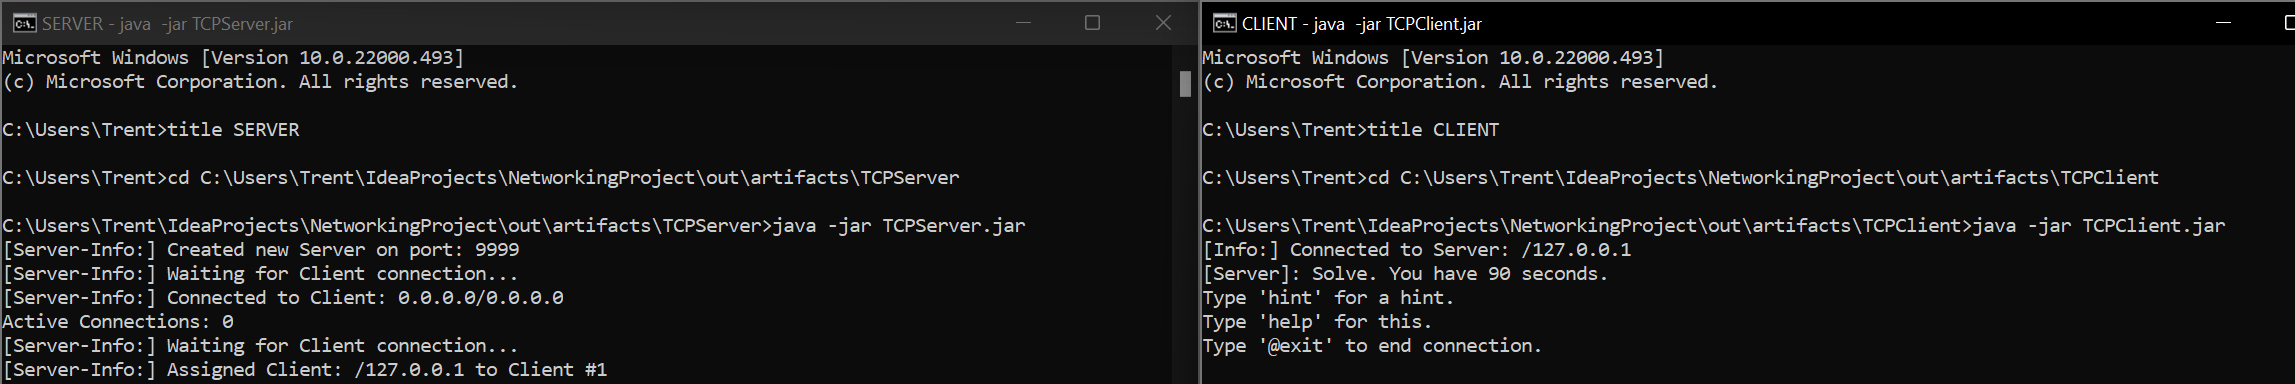 SERVER - java  -jar TCPServer.jar
Microsoft Windows [Version 10.0.22000.493]
(c) Microsoft Corporation. All rights reserved.
C:\Users\Trent>title SERVER
C:\Users\Trent>cd C:\Users\Trent\IdeaProjects\NetworkingProject\out\artifacts\TCPServer
C:\Users\Trent\IdeaProjects\NetworkingProject\out\artifacts\TCPServer>java -jar TCPServer.jar
[Server-Info:] Created new Server on port: 9999
[Server-Info:] Waiting for Client connection...
[Server-Info:] Connected to Client: 0.0.0.0/0.0.0.0
Active Connections: 0
[Server-Info:] Waiting for Client connection...
[Server-Info:] Assigned Client: /127.0.0.1 to Client #1
CLIENT - java  -jar TCPClient.jar
Microsoft Windows [Version 10.0.22000.493]
(c) Microsoft Corporation. All rights reserved.
C:\Users\Trent>title CLIENT
C:\Users\Trent>cd C:\Users\Trent\IdeaProjects\NetworkingProject\out\artifacts\TCPClient
C:\Users\Trent\IdeaProjects\NetworkingProject\out\artifacts\TCPClient>java -jar TCPClient.jar
[Info:] Connected to Server: /127.0.0.1
[Server]: Solve. You have 90 seconds.
Type 'hint' for a hint.
Type 'help' for this.
Type '@exit' to end connection.